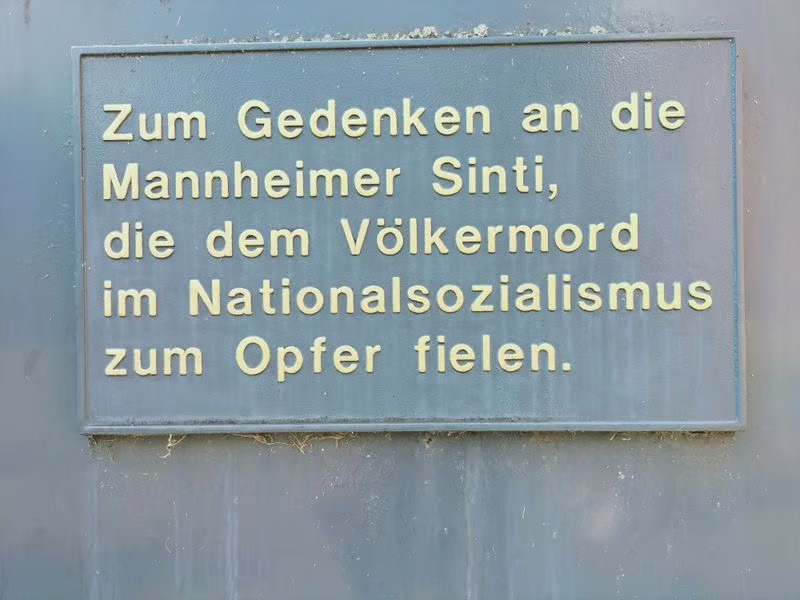 Zum Gedenken an die
Mannheimer Sinti,
die dem Völkermord
im Nationalsozialismus
zum Opfer fielen.